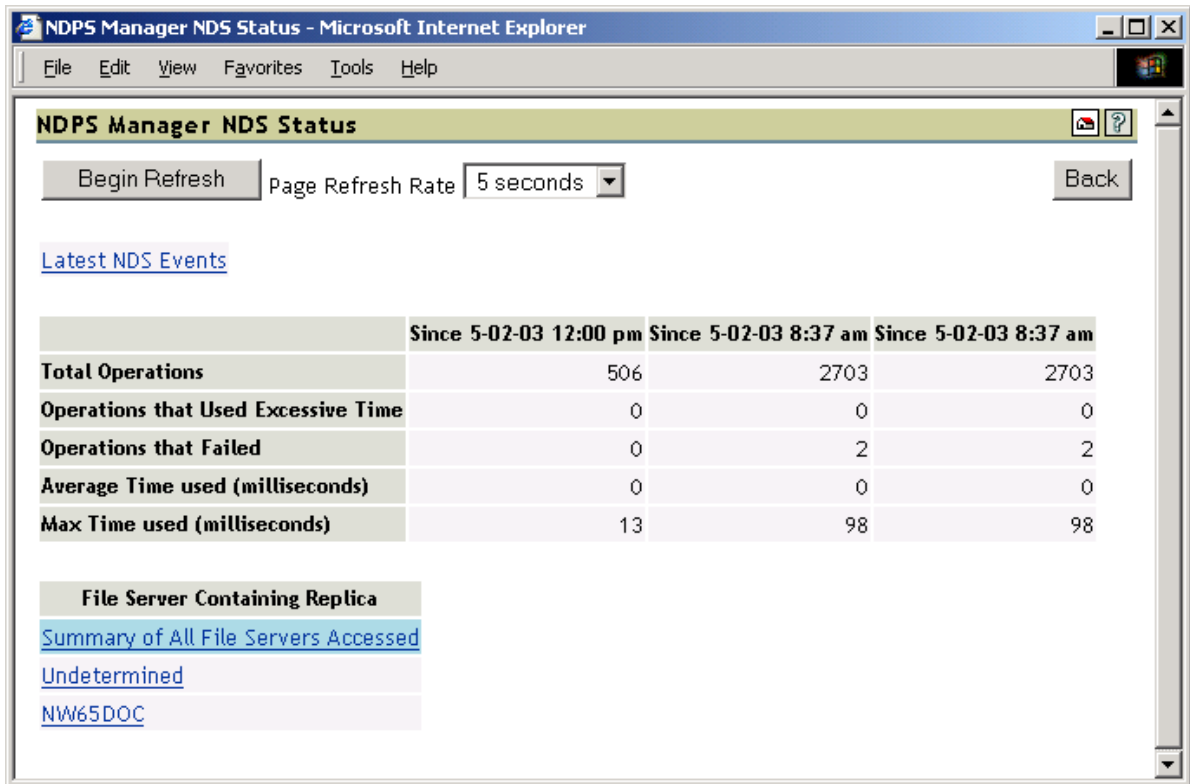 NDPS Manager NDS Status - Microsoft Internet Explorer
File Edit View Favorites Tools Help
NDPS Manager NDS Status
?
Begin Refresh Page Refresh Rate 5 seconds Back
Latest NDS Events
Since 5-02-03 12:00 pm Since 5-02-03 8:37 am Since 5-02-03 8:37 am
Total Operations 506 2703 2703
Operations that Used Excessive Time 0 0 0
Operations that Failed 0 2 2
Average Time used (milliseconds) 0 0 0
Max Time used (milliseconds) 13 98 98
File Server Containing Replica
Summary of All File Servers Accessed
Undetermined
NW65DOC